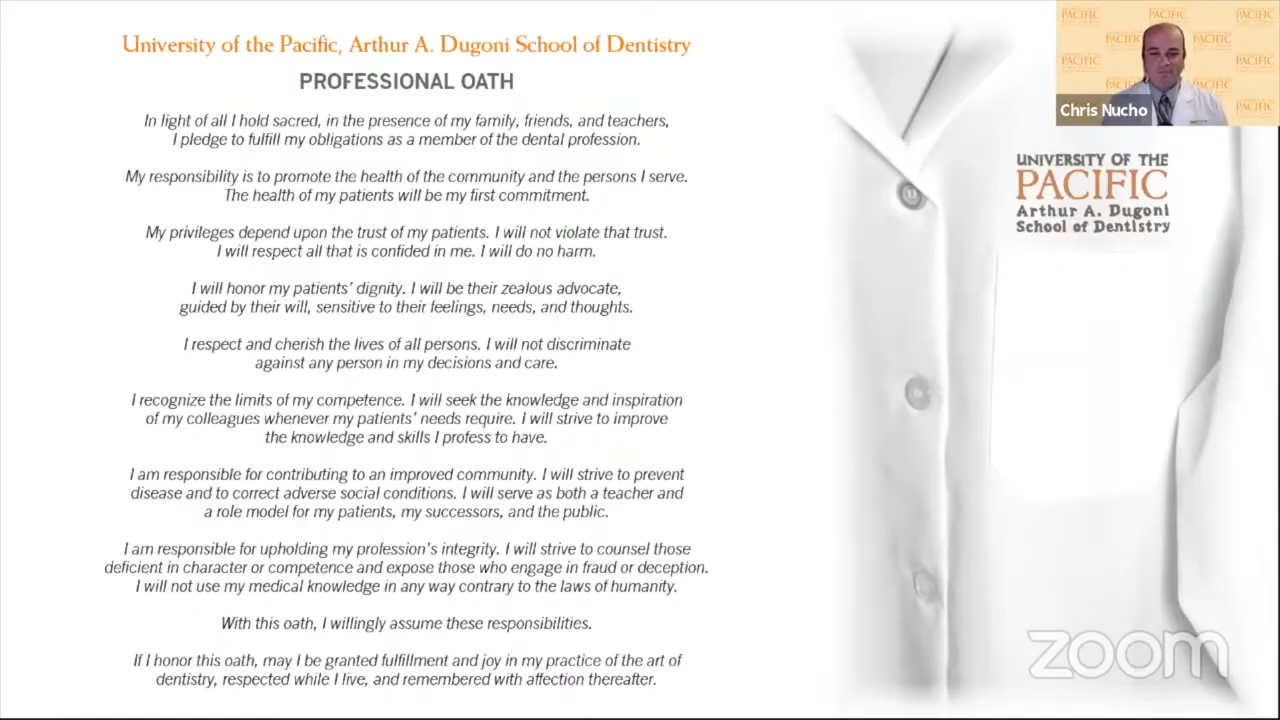 University of the Pacific, Arthur A. Dugoni School of Dentistry
PROFESSIONAL OATH
In light of all I hold sacred, in the presence of my family, friends, and teachers,
I pledge to fulfill my obligations as a member of the dental profession.
My responsibility is to promote the health of the community and the persons I serve.
The health of my patients will be my first commitment.
My privileges depend upon the trust of my patients. I will not violate that trust.
I will respect all that is confided in me. I will do no harm.
I will honor my patients' dignity. I will be their zealous advocate,
guided by their will, sensitive to their feelings, needs, and thoughts.
I respect and cherish the lives of all persons. I will not discriminate
against any person in my decisions and care.
I recognize the limits of my competence. I will seek the knowledge and inspiration
of my colleagues whenever my patients' needs require. I will strive to improve
the knowledge and skills I profess to have.
I am responsible for contributing to an improved community. I will strive to prevent
disease and to correct adverse social conditions. I will serve as both a teacher and
a role model for my patients, my successors, and the public.
I am responsible for upholding my profession's integrity. I will strive to counsel those
deficient in character or competence and expose those who engage in fraud or deception.
I will not use my medical knowledge in any way contrary to the laws of humanity.
With this oath, I willingly assume these responsibilities.
If I honor this oath, may I be granted fulfillment and joy in my practice of the art of
dentistry, respected while I live, and remembered with affection thereafter.
PACIFIC PACIFIC PACIFIC
PACIFIC PACIFIC
PACIFIC PACIFIC
PACIFIC PACIFIC
PACIFIC
Chris Nucho
UNIVERSITY OF THE
PACIFIC
Arthur A. Dugoni
School of Dentistry
zoom